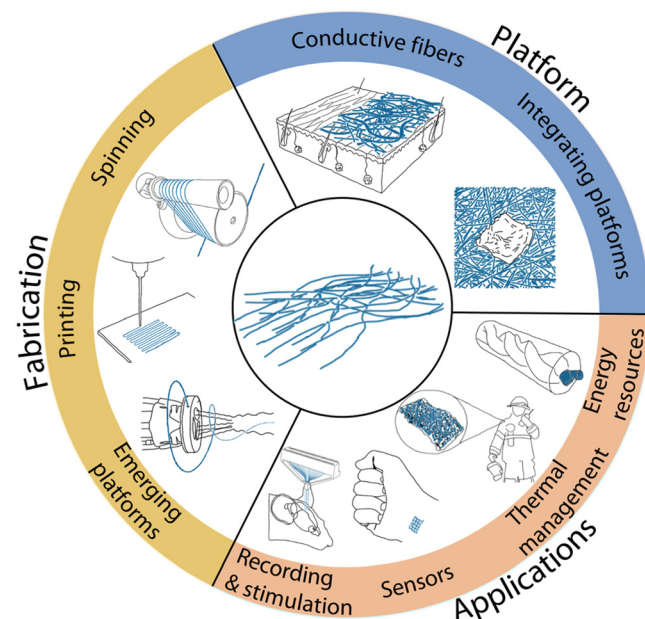 Platform
Conductive fibers
Integrating platforms
Fabrication
Spinning
Printing
Emerging
platforms
Applications
Energy
resources
Thermal
management
Sensors
Recording
& stimulation